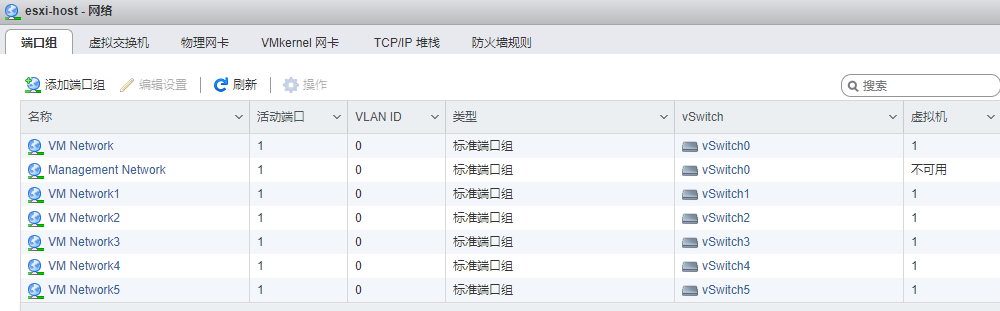 esxi-host - 网络
端口组 虚拟交换机 物理网卡 VMkernel 网卡 TCP/IP 堆栈 防火墙规则
添加端口组 编辑设置 刷新 操作 搜索
名称 活动端口 VLAN ID 类型 vSwitch 虚拟机
VM Network 1 0 标准端口组 vSwitch0 1
Management Network 1 0 标准端口组 vSwitch0 不可用
VM Network1 1 0 标准端口组 vSwitch1 1
VM Network2 1 0 标准端口组 vSwitch2 1
VM Network3 1 0 标准端口组 vSwitch3 1
VM Network4 1 0 标准端口组 vSwitch4 1
VM Network5 1 0 标准端口组 vSwitch5 1